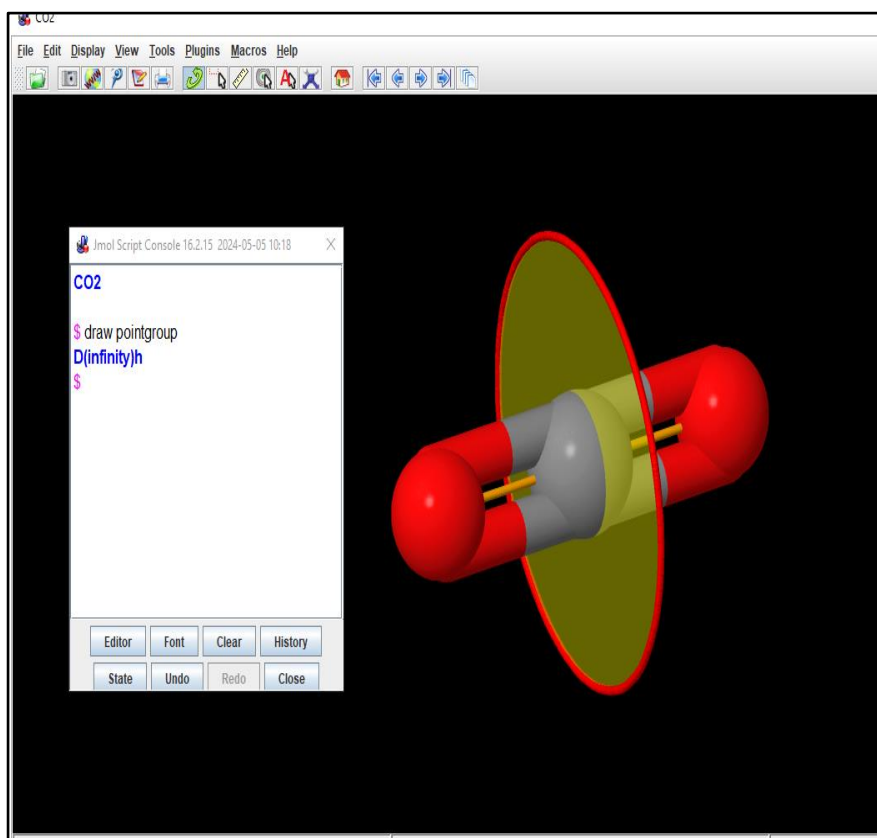 CO2
File Edit Display View Tools Plugins Macros Help
Jmol Script Console 16.2.15 2024-05-05 10:18
CO2
$ draw pointgroup
D(infinity)h
$
Editor Font Clear History
State Undo Redo Close